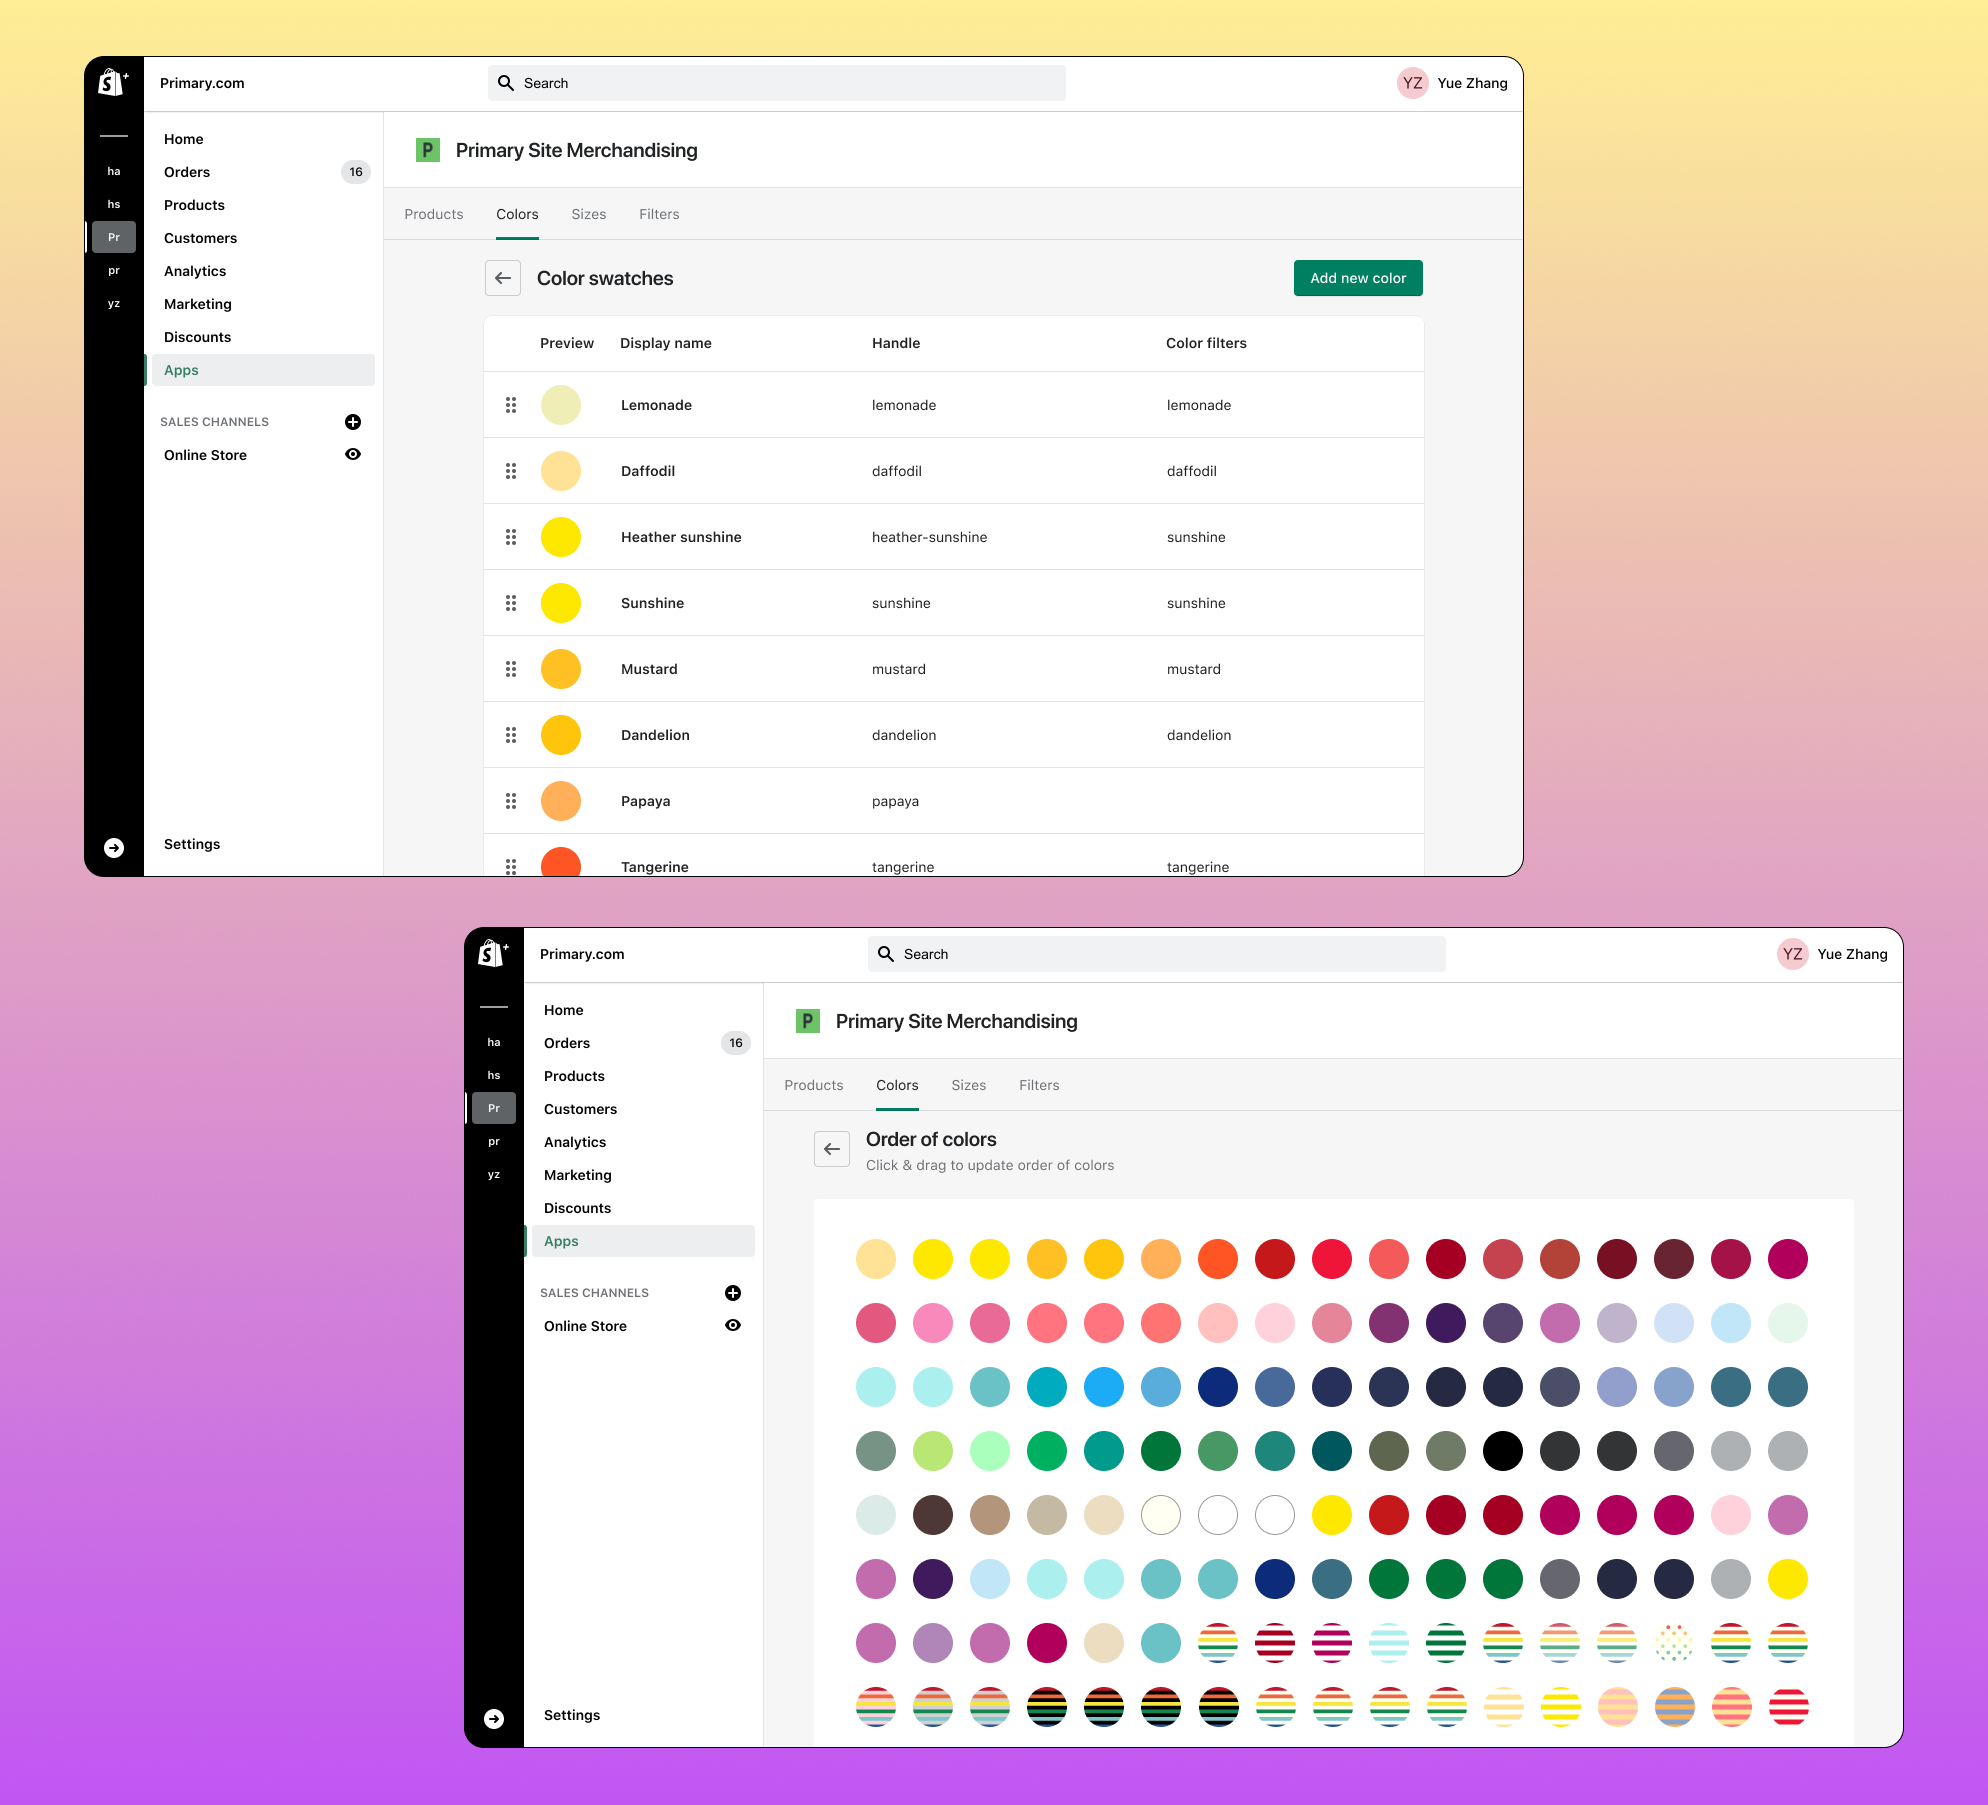 Primary.com
Search
YZ Yue Zhang
ha
hs
Pr
pr
yz
Home
Orders 16
Products
Customers
Analytics
Marketing
Discounts
Apps
SALES CHANNELS
Online Store
Settings
P Primary Site Merchandising
Products Colors Sizes Filters
Color swatches
Add new color
Preview Display name Handle Color filters
Lemonade lemonade lemonade
Daffodil daffodil daffodil
Heather sunshine heather-sunshine sunshine
Sunshine sunshine sunshine
Mustard mustard mustard
Dandelion dandelion dandelion
Papaya papaya
Tangerine tangerine tangerine
Primary.com
Search
YZ Yue Zhang
ha
hs
Pr
pr
yz
Home
Orders 16
Products
Customers
Analytics
Marketing
Discounts
Apps
SALES CHANNELS
Online Store
Settings
P Primary Site Merchandising
Products Colors Sizes Filters
Order of colors
Click & drag to update order of colors